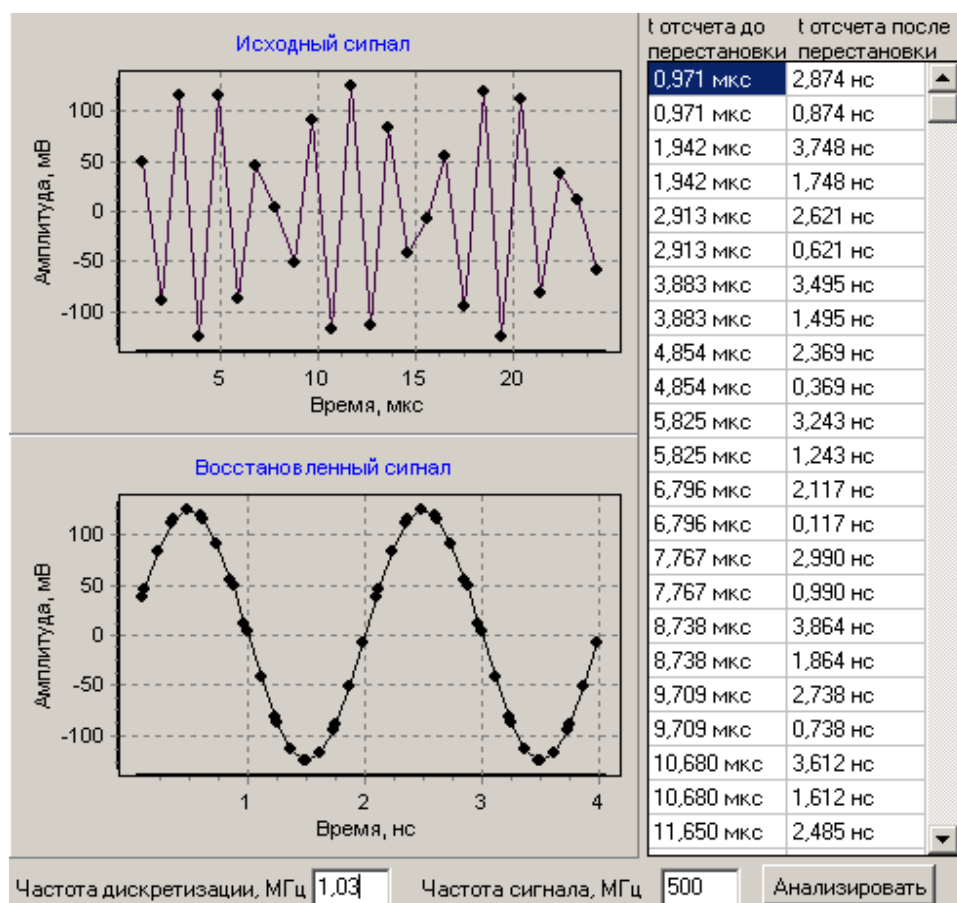 Исходный сигнал
100
50
0
-50
-100
Амплитуда, мВ
5 10 15 20
Время, мкс
Восстановленный сигнал
100
50
0
-50
-100
Амплитуда, мВ
1 2 3 4
Время, нс
t отсчета до перестановки t отсчета после перестановки
0,971 мкс 2,874 нс
0,971 мкс 0,874 нс
1,942 мкс 3,748 нс
1,942 мкс 1,748 нс
2,913 мкс 2,621 нс
2,913 мкс 0,621 нс
3,883 мкс 3,495 нс
3,883 мкс 1,495 нс
4,854 мкс 2,369 нс
4,854 мкс 0,369 нс
5,825 мкс 3,243 нс
5,825 мкс 1,243 нс
6,796 мкс 2,117 нс
6,796 мкс 0,117 нс
7,767 мкс 2,990 нс
7,767 мкс 0,990 нс
8,738 мкс 3,864 нс
8,738 мкс 1,864 нс
9,709 мкс 2,738 нс
9,709 мкс 0,738 нс
10,680 мкс 3,612 нс
10,680 мкс 1,612 нс
11,650 мкс 2,485 нс
Частота дискретизации, МГц 1,03 Частота сигнала, МГц 500 Анализировать